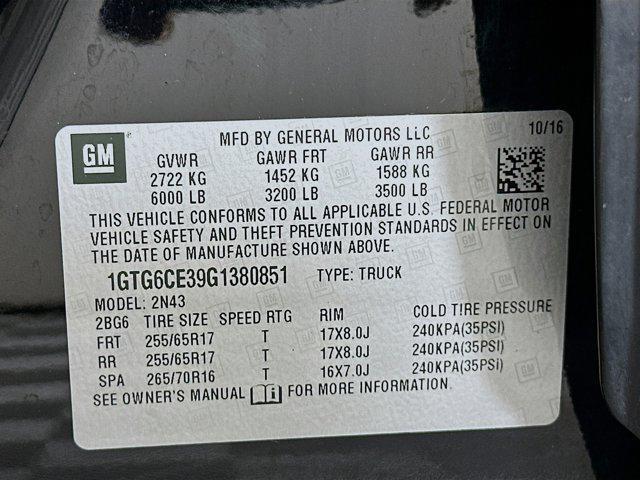 GM
MFD BY GENERAL MOTORS LLC 10/16
GVWR GAWR FRT GAWR RR
2722 KG 1452 KG 1588 KG
6000 LB 3200 LB 3500 LB
THIS VEHICLE CONFORMS TO ALL APPLICABLE U.S. FEDERAL MOTOR
VEHICLE SAFETY AND THEFT PREVENTION STANDARDS IN EFFECT ON
THE DATE OF MANUFACTURE SHOWN ABOVE.
1GTG6CE39G1380851 TYPE: TRUCK
MODEL: 2N43
2BG6 TIRE SIZE SPEED RTG RIM COLD TIRE PRESSURE
FRT 255/65R17 T 17X8.0J 240KPA(35PSI)
RR 255/65R17 T 17X8.0J 240KPA(35PSI)
SPA 265/70R16 T 16X7.0J 240KPA(35PSI)
SEE OWNER'S MANUAL FOR MORE INFORMATION.